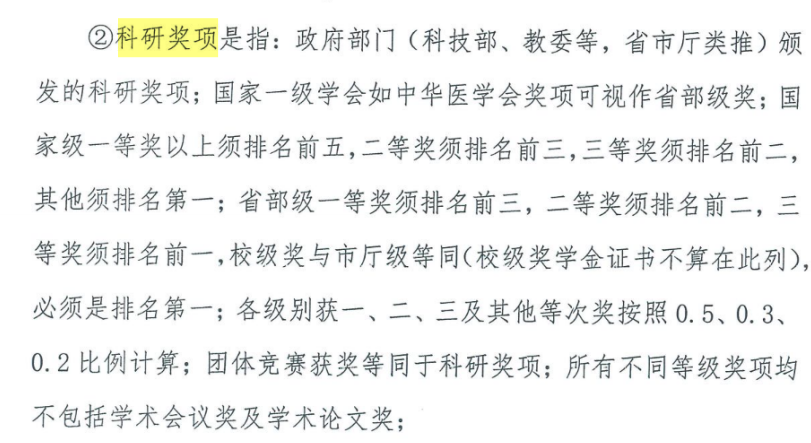 ②科研奖项是指：政府部门（科技部、教委等，省市厅类推）颁
发的科研奖项；国家一级学会如中华医学会奖项可视作省部级奖；国
家级一等奖以上须排名前五,二等奖须排名前三,三等奖须排名前二,
其他须排名第一；省部级一等奖须排名前三，二等奖须排名前二，三
等奖须排名前一,校级奖与市厅级等同(校级奖学金证书不算在此列),
必须是排名第一；各级别获一、二、三及其他等次奖按照 0.5、0.3、
0.2 比例计算；团体竞赛获奖等同于科研奖项；所有不同等级奖项均
不包括学术会议奖及学术论文奖；